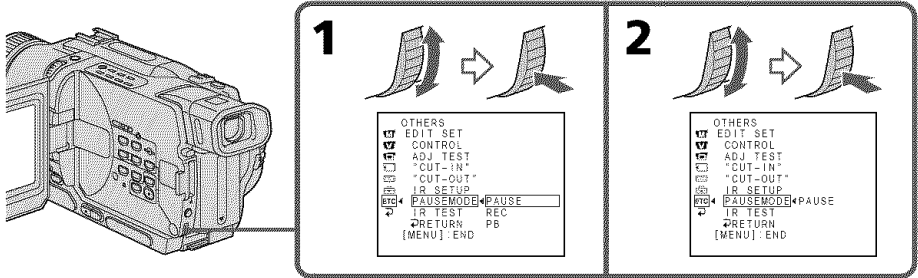 1
OTHERS
EDIT SET
CONTROL
ADJ TEST
"CUT-IN"
"CUT-OUT"
IR SETUP
ETC PAUSEMODE PAUSE
IR TEST REC
RETURN PB
[MENU]:END
2
OTHERS
EDIT SET
CONTROL
ADJ TEST
"CUT-IN"
"CUT-OUT"
IR SETUP
ETC PAUSEMODE PAUSE
IR TEST
RETURN
[MENU]:END